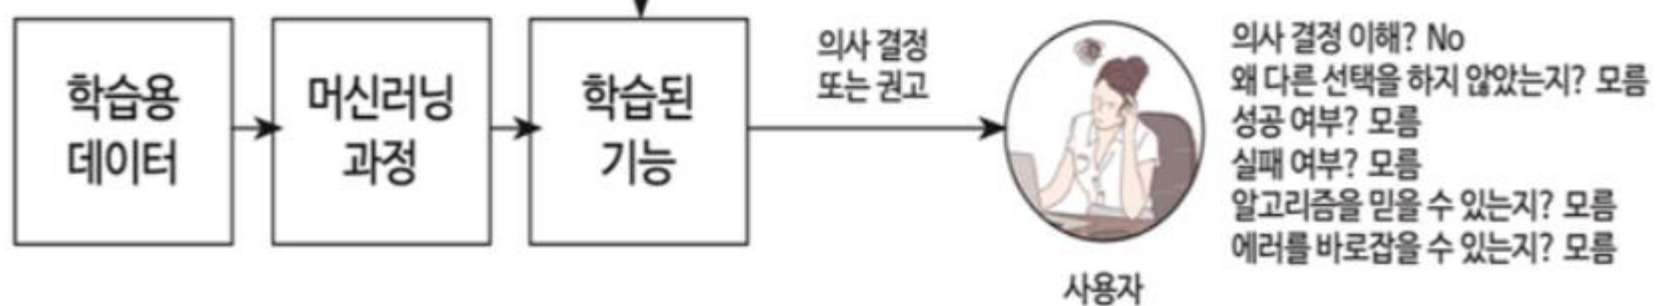 학습용
데이터
머신러닝
과정
학습된
기능
의사 결정
또는 권고
사용자
의사 결정 이해? No
왜 다른 선택을 하지 않았는지? 모름
성공 여부? 모름
실패 여부? 모름
알고리즘을 믿을 수 있는지? 모름
에러를 바로잡을 수 있는지? 모름